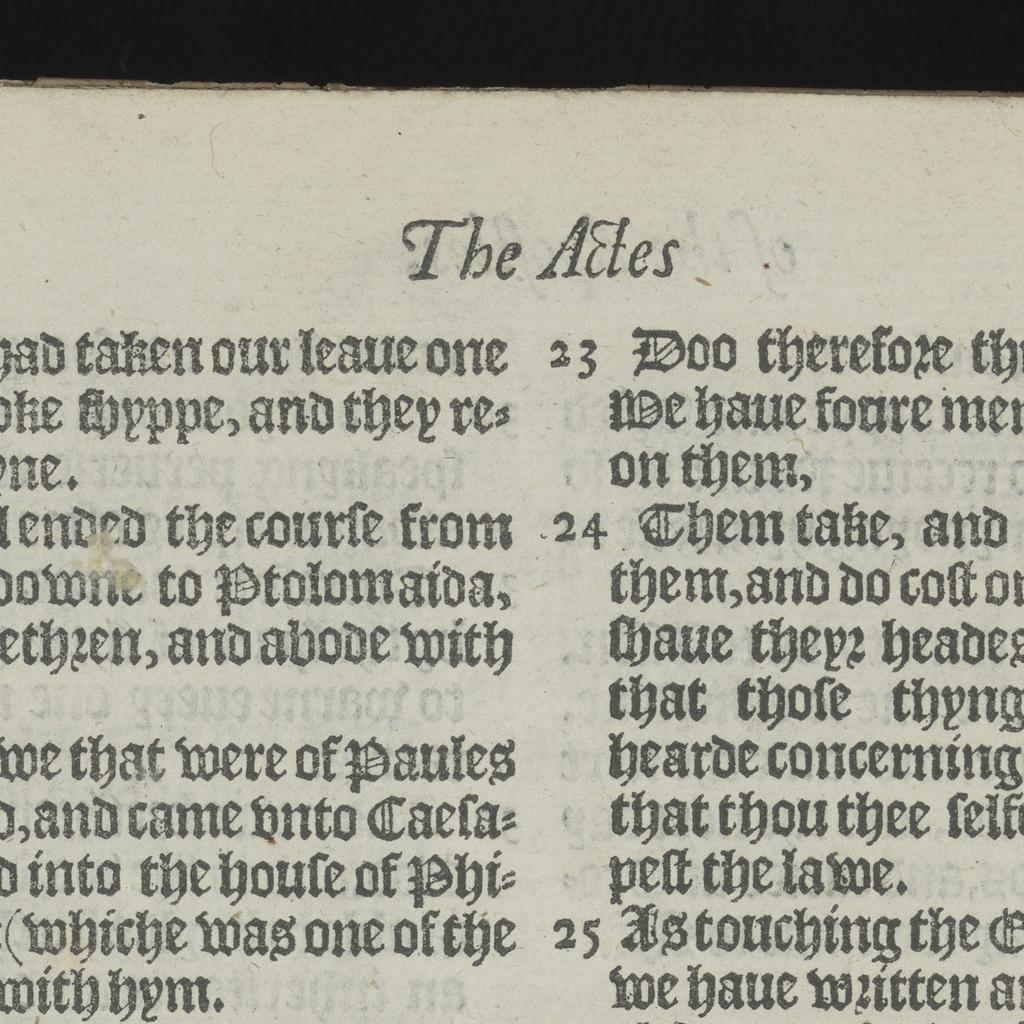 The Actes
had taken our leaue one
oke shyppe, and they re-
yne.
ended the course from
downe to Ptolomaida,
ethren, and abode with
we that were of Paules
d, and came vnto Caesa-
d into the house of Phi-
(whiche was one of the
with hym.
23 Doo therefore th
We haue foure men
on them,
24 Them take, and
them, and do cost on
shaue theyr heades
that those thyng
hearde concerning
that thou thee selfe
pest the lawe.
25 As touching the G
we haue written a